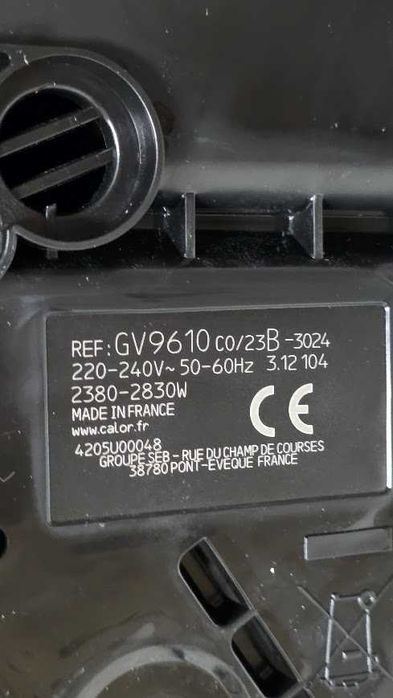 REF: GV9610 C0/23B-3024
220-240V~ 50-60Hz 3.12 104
2380-2830W
MADE IN FRANCE
www.calor.fr
CE
4205U00048
GROUPE SEB - RUE DU CHAMP DE COURSES
38780 PONT-EVEQUE FRANCE